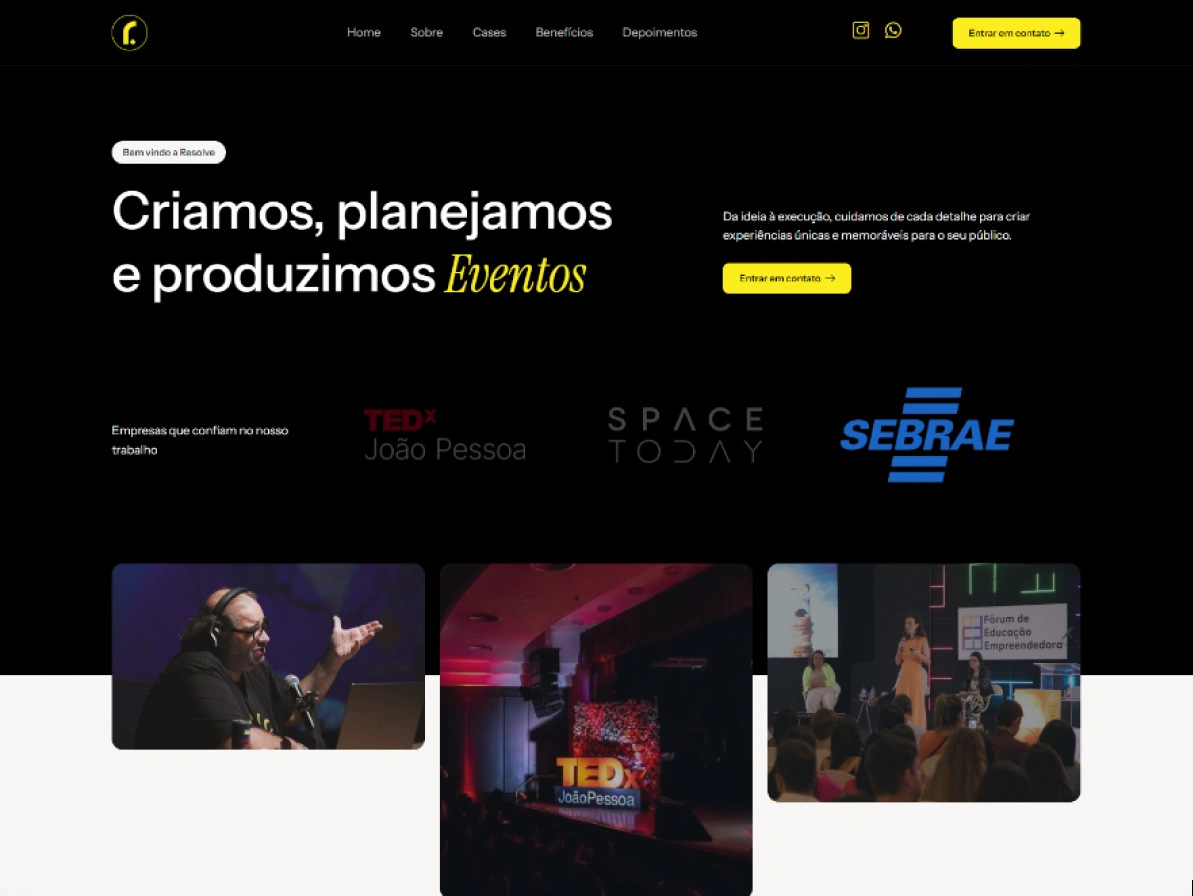 r.
Home Sobre Cases Benefícios Depoimentos
Entrar em contato →
Bem vindo a Resolve
Criamos, planejamos
e produzimos Eventos
Da ideia à execução, cuidamos de cada detalhe para criar
experiências únicas e memoráveis para o seu público.
Entrar em contato →
Empresas que confiam no nosso
trabalho
TEDx
João Pessoa
SPACE
TODAY
SEBRAE
TEDx
JoãoPessoa
Fórum de
Educação
Empreendedora